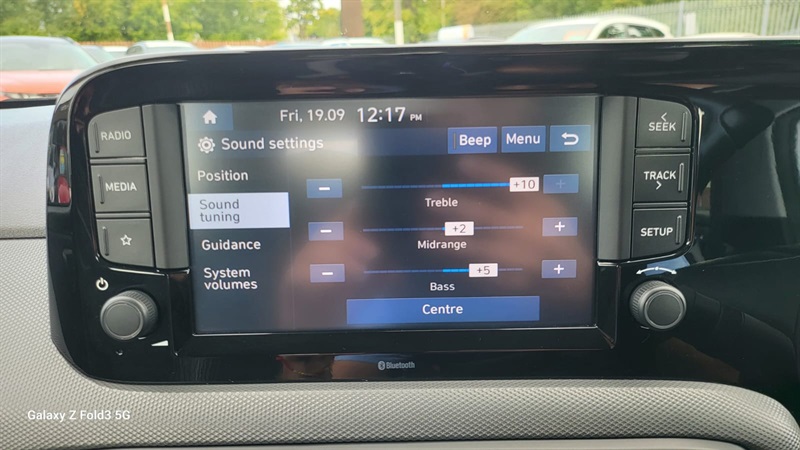 Fri, 19.09 12:17 PM
RADIO
MEDIA
Sound settings
Beep
Menu
Position
Sound
tuning
Guidance
System
volumes
− +10 +
Treble
− +2 +
Midrange
− +5 +
Bass
Centre
SEEK
TRACK
SETUP
Bluetooth
Galaxy Z Fold3 5G